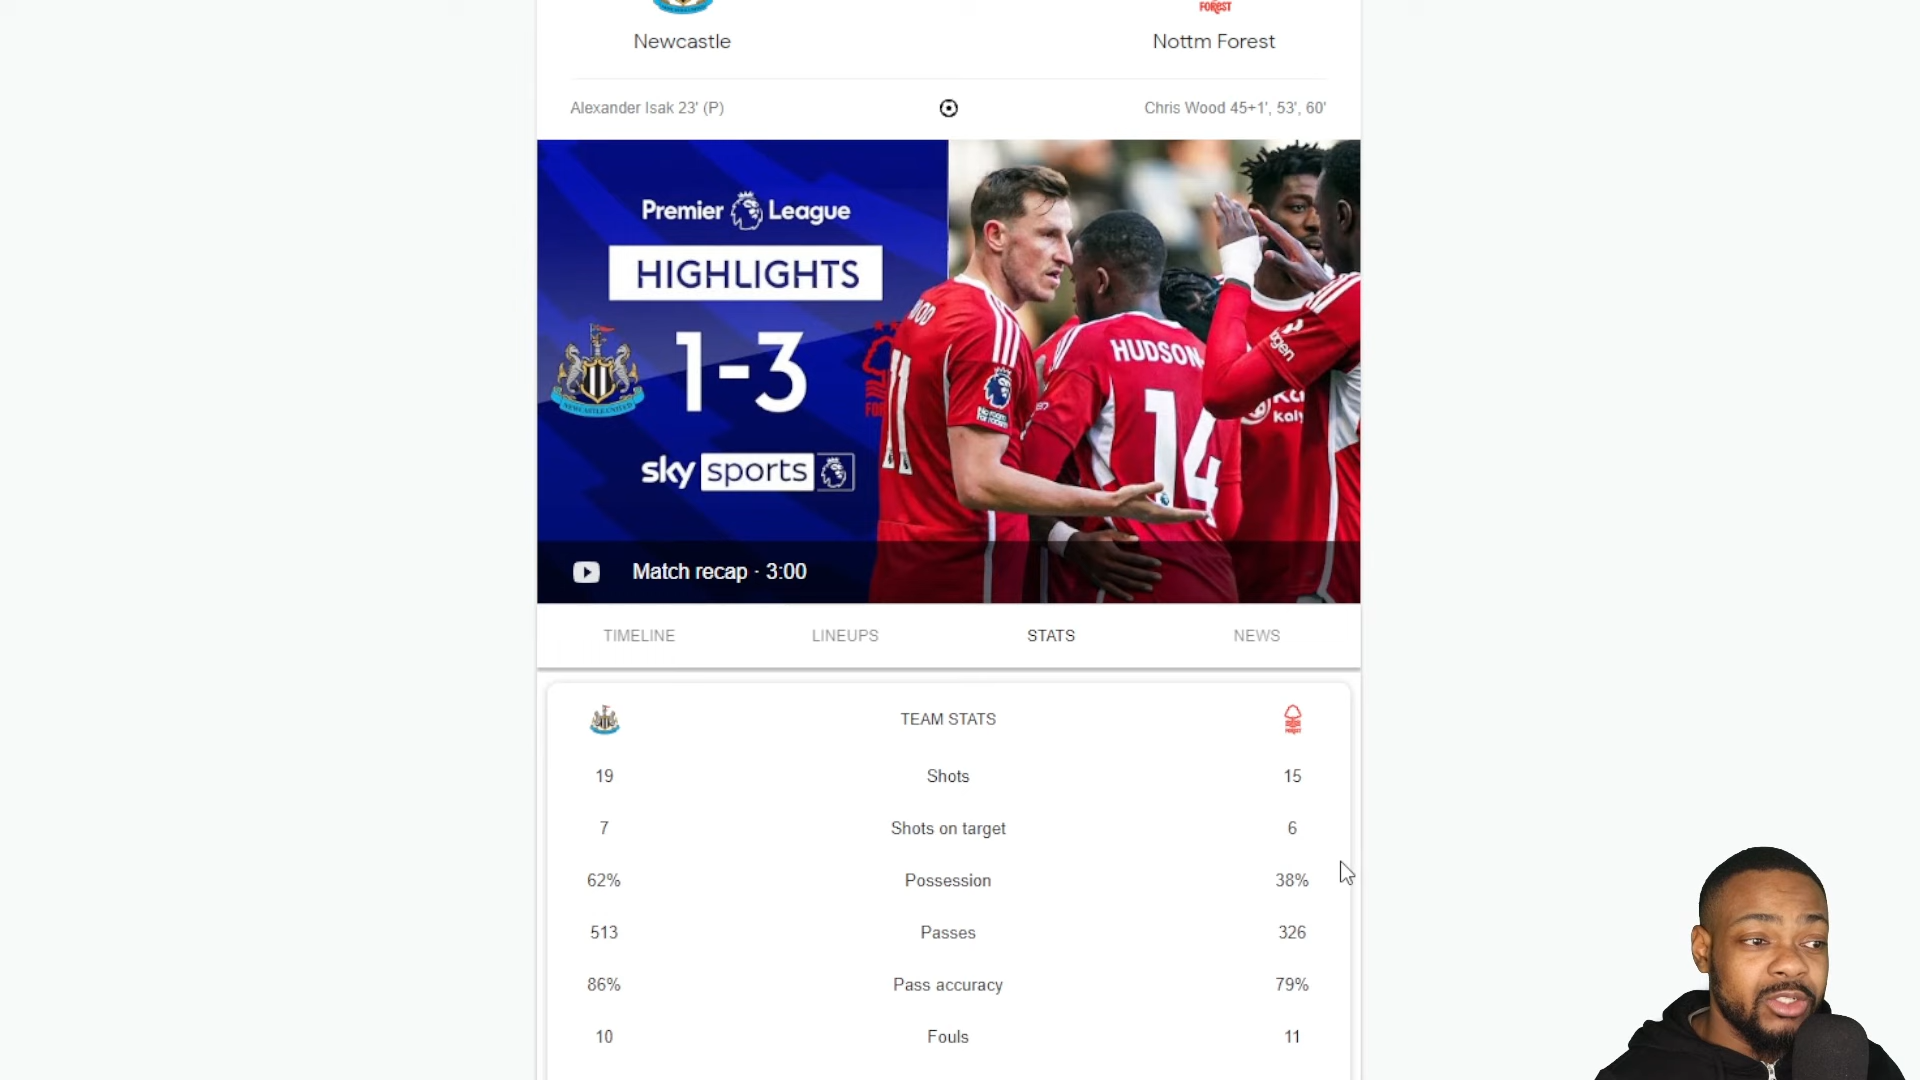 FOREST
Newcastle
Nottm Forest
Alexander Isak 23' (P)
Chris Wood 45+1', 53', 60'
Premier League
HIGHLIGHTS
1-3
sky sports
11
HUDSON
14
Match recap · 3:00
TIMELINE
LINEUPS
STATS
NEWS
TEAM STATS
19 Shots 15
7 Shots on target 6
62% Possession 38%
513 Passes 326
86% Pass accuracy 79%
10 Fouls 11